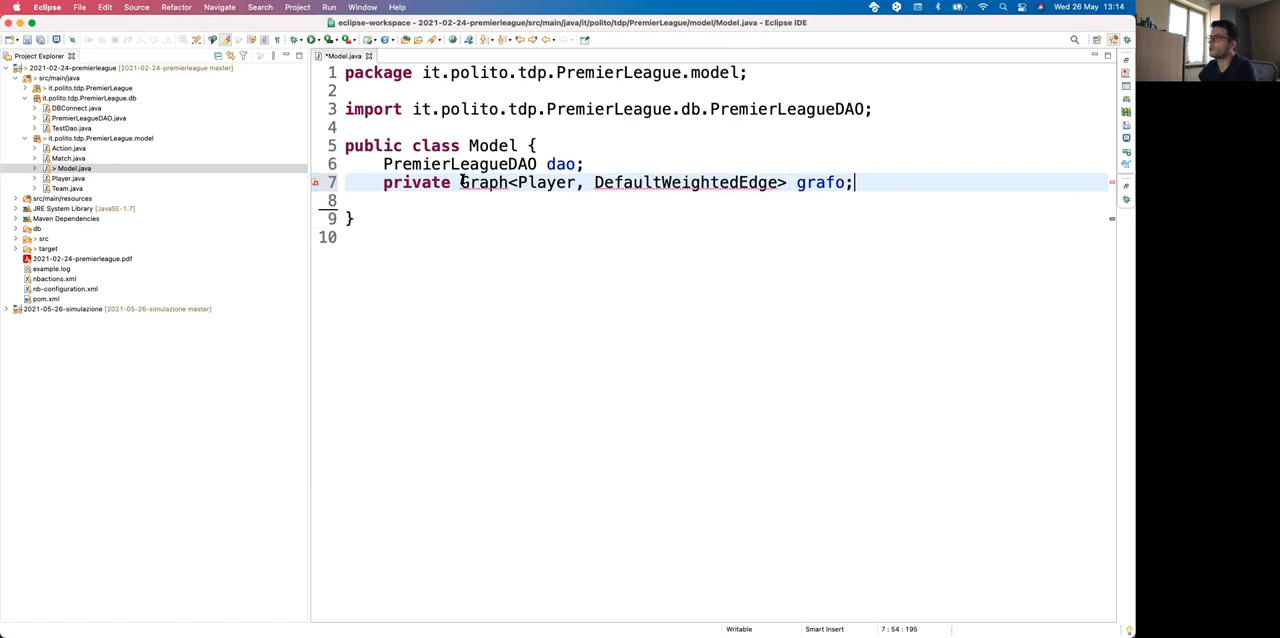 Eclipse File Edit Source Refactor Navigate Search Project Run Window Help
Wed 26 May 13:14
eclipse-workspace - 2021-02-24-premierleague/src/main/java/it/polito/tdp/PremierLeague/model/Model.java - Eclipse IDE
Project Explorer
2021-02-24-premierleague [2021-02-24-premierleague master]
src/main/java
it.polito.tdp.PremierLeague
it.polito.tdp.PremierLeague.db
DBConnect.java
PremierLeagueDAO.java
TestDao.java
it.polito.tdp.PremierLeague.model
Action.java
Match.java
Model.java
Player.java
Team.java
src/main/resources
JRE System Library [JavaSE-1.7]
Maven Dependencies
db
src
target
2021-02-24-premierleague.pdf
example.log
nbactions.xml
nb-configuration.xml
pom.xml
2021-05-26-simulazione [2021-05-26-simulazione master]
*Model.java
1 package it.polito.tdp.PremierLeague.model;
2
3 import it.polito.tdp.PremierLeague.db.PremierLeagueDAO;
4
5 public class Model {
6 PremierLeagueDAO dao;
7 private Graph<Player, DefaultWeightedEdge> grafo;
8
9 }
10
Writable Smart Insert 7 : 54 : 195